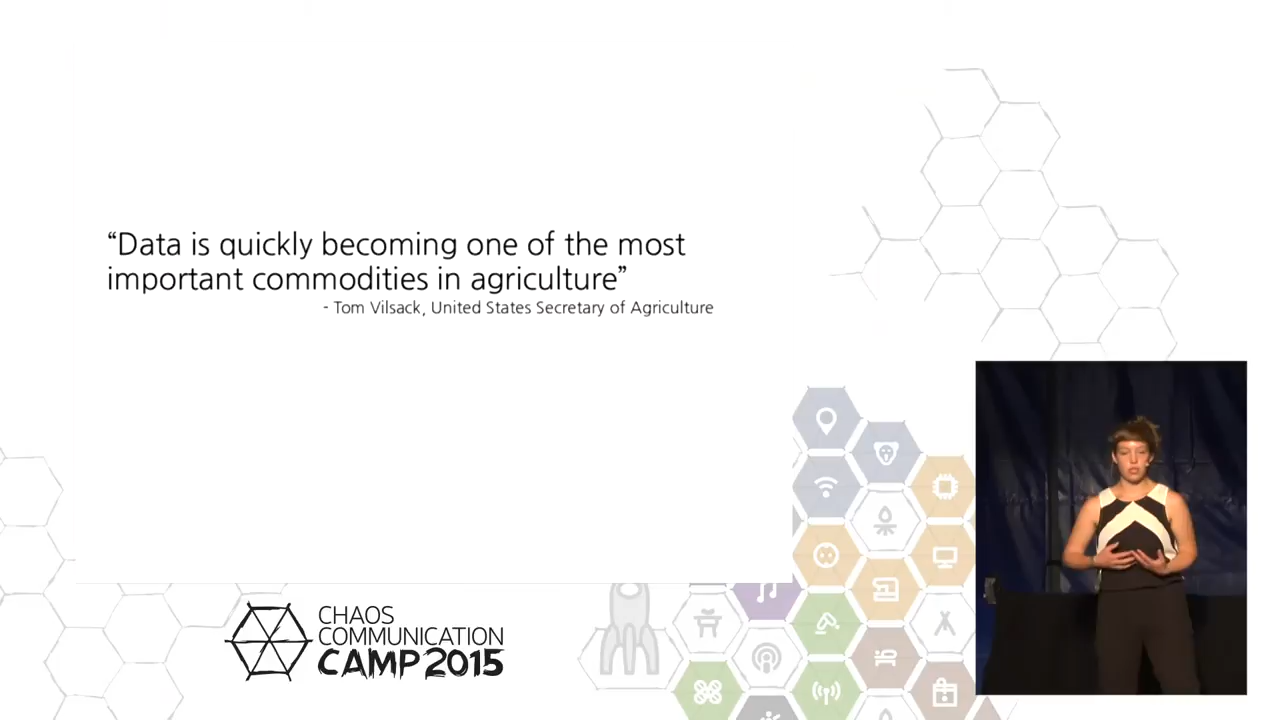 “Data is quickly becoming one of the most
important commodities in agriculture”
- Tom Vilsack, United States Secretary of Agriculture
CHAOS
COMMUNICATION
CAMP 2015